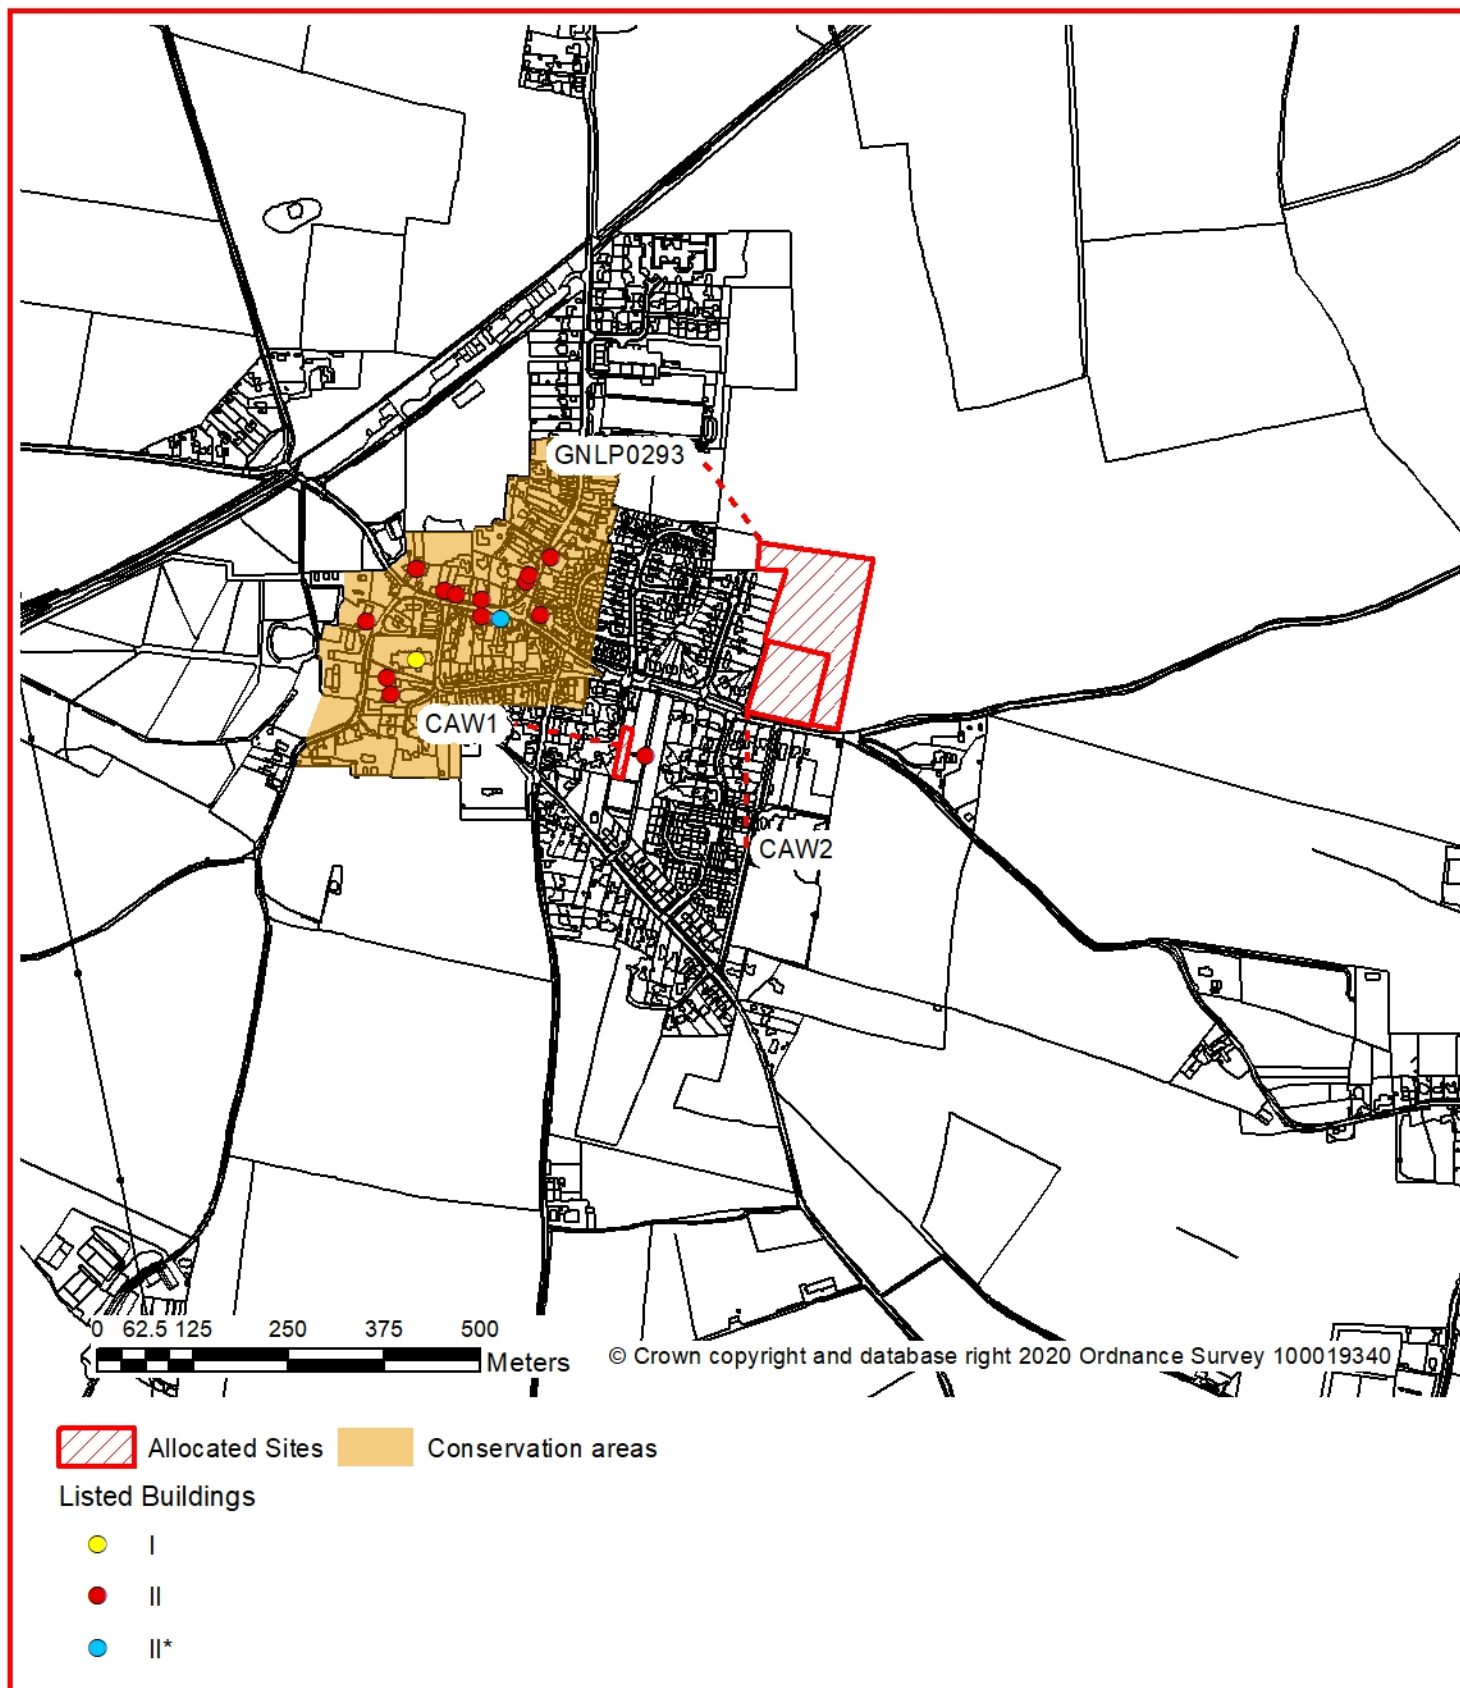 GNLP0293
CAW1
CAW2
0 62.5 125 250 375 500
Meters
© Crown copyright and database right 2020 Ordnance Survey 100019340
Allocated Sites
Conservation areas
Listed Buildings
I
II
II*